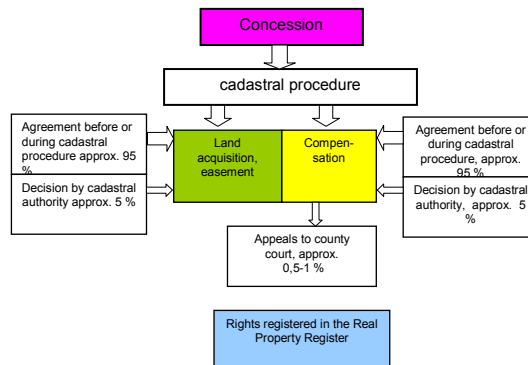 Concession
cadastral procedure
Agreement before or
during cadastral
procedure approx. 95
%
Decision by cadastral
authority approx. 5 %
Land
acquisition,
easement
Compen-
sation
Agreement before or
during cadastral
procedure, approx.
95 %
Decision by cadastral
authority, approx. 5
%
Appeals to county
court, approx.
0,5-1 %
Rights registered in the Real
Property Register